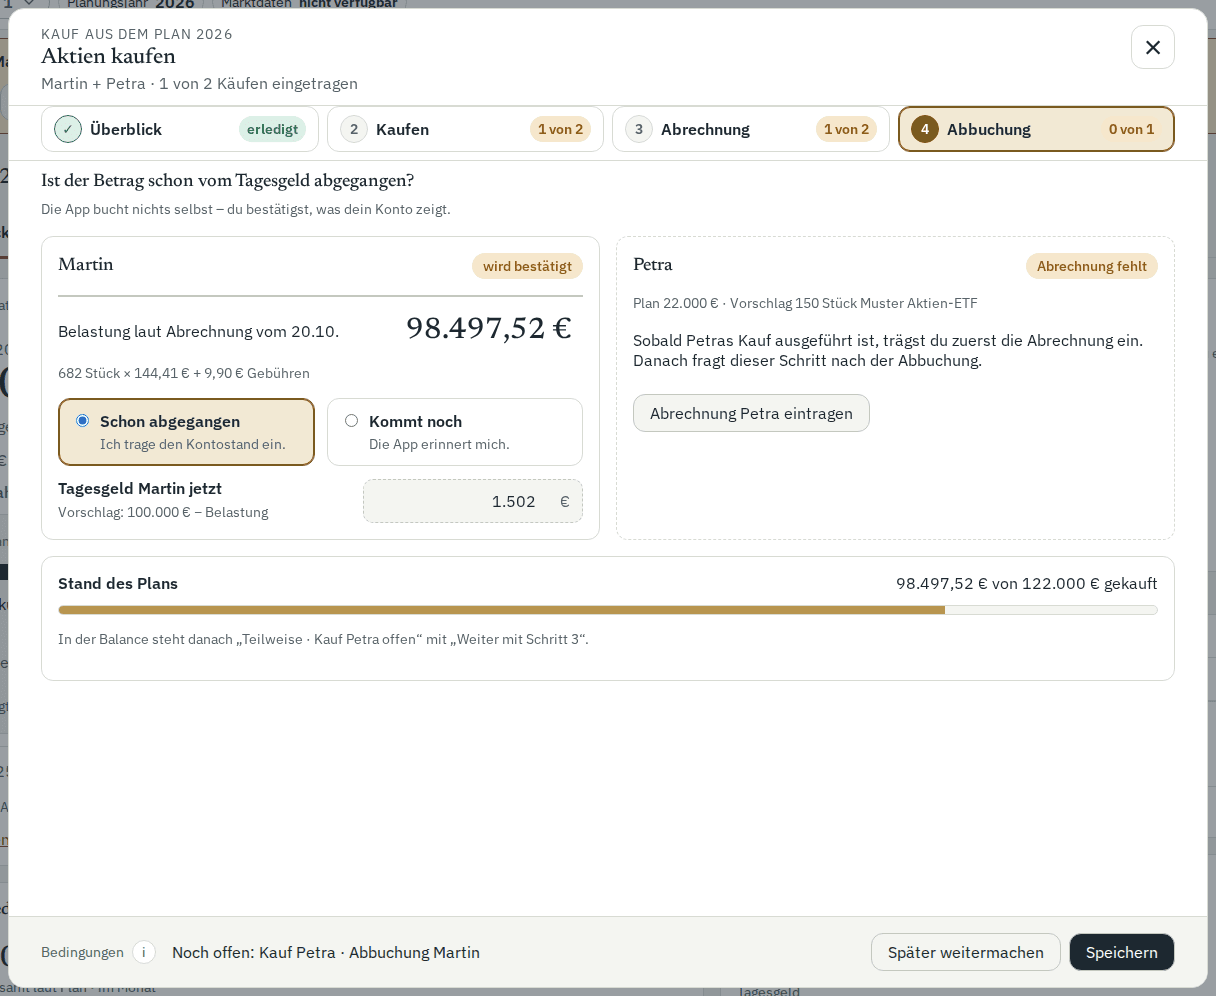 Planungsjahr 2026
Marktdaten nicht verfügbar
KAUF AUS DEM PLAN 2026
Aktien kaufen
Martin + Petra · 1 von 2 Käufen eingetragen
✓ Überblick erledigt
2 Kaufen 1 von 2
3 Abrechnung 1 von 2
4 Abbuchung 0 von 1
Ist der Betrag schon vom Tagesgeld abgegangen?
Die App bucht nichts selbst – du bestätigst, was dein Konto zeigt.
Martin wird bestätigt
Belastung laut Abrechnung vom 20.10. 98.497,52 €
682 Stück × 144,41 € + 9,90 € Gebühren
Schon abgegangen
Ich trage den Kontostand ein.
Kommt noch
Die App erinnert mich.
Tagesgeld Martin jetzt
Vorschlag: 100.000 € – Belastung
1.502 €
Petra Abrechnung fehlt
Plan 22.000 € · Vorschlag 150 Stück Muster Aktien-ETF
Sobald Petras Kauf ausgeführt ist, trägst du zuerst die Abrechnung ein.
Danach fragt dieser Schritt nach der Abbuchung.
Abrechnung Petra eintragen
Stand des Plans 98.497,52 € von 122.000 € gekauft
In der Balance steht danach „Teilweise · Kauf Petra offen“ mit „Weiter mit Schritt 3“.
Bedingungen i Noch offen: Kauf Petra · Abbuchung Martin
Später weitermachen
Speichern
Tagesgeld